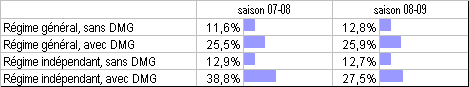 saison 07-08 saison 08-09
Régime général, sans DMG 11,6% 12,8%
Régime général, avec DMG 25,5% 25,9%
Régime indépendant, sans DMG 12,9% 12,7%
Régime indépendant, avec DMG 38,8% 27,5%